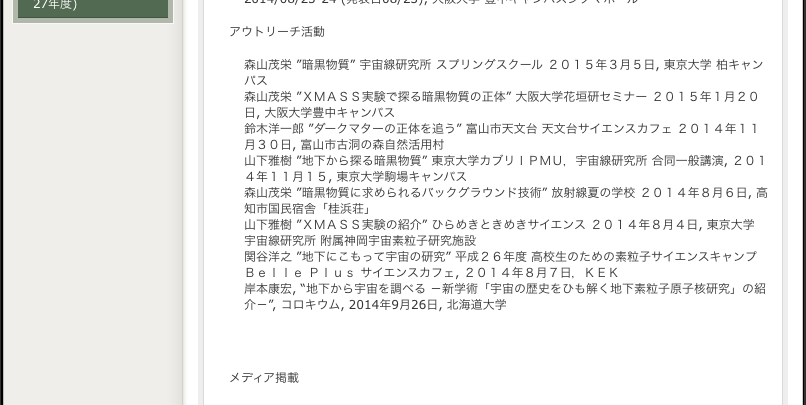 27年度)
2014/08/23-24 (発表日08/23), 大阪大学 豊中キャンパスシグマホール
アウトリーチ活動
森山茂栄 ”暗黒物質” 宇宙線研究所 スプリングスクール ２０１５年３月５日, 東京大学 柏キャン
パス
森山茂栄 ”ＸＭＡＳＳ実験で探る暗黒物質の正体” 大阪大学花垣研セミナー ２０１５年１月２０
日, 大阪大学豊中キャンパス
鈴木洋一郎 ”ダークマターの正体を追う” 富山市天文台 天文台サイエンスカフェ ２０１４年１１
月３０日, 富山市古洞の森自然活用村
山下雅樹 ”地下から探る暗黒物質” 東京大学カブリＩＰＭＵ．宇宙線研究所 合同一般講演, ２０１
４年１１月１５, 東京大学駒場キャンパス
森山茂栄 ”暗黒物質に求められるバックグラウンド技術” 放射線夏の学校 ２０１４年８月６日, 高
知市国民宿舎「桂浜荘」
山下雅樹 ”ＸＭＡＳＳ実験の紹介” ひらめきときめきサイエンス ２０１４年８月４日, 東京大学
宇宙線研究所 附属神岡宇宙素粒子研究施設
関谷洋之 ”地下にこもって宇宙の研究” 平成２６年度 高校生のための素粒子サイエンスキャンプ
Ｂｅｌｌｅ Ｐｌｕｓ サイエンスカフェ, ２０１４年８月７日．ＫＥＫ
岸本康宏, “地下から宇宙を調べる －新学術「宇宙の歴史をひも解く地下素粒子原子核研究」の紹
介－”, コロキウム, 2014年9月26日, 北海道大学
メディア掲載